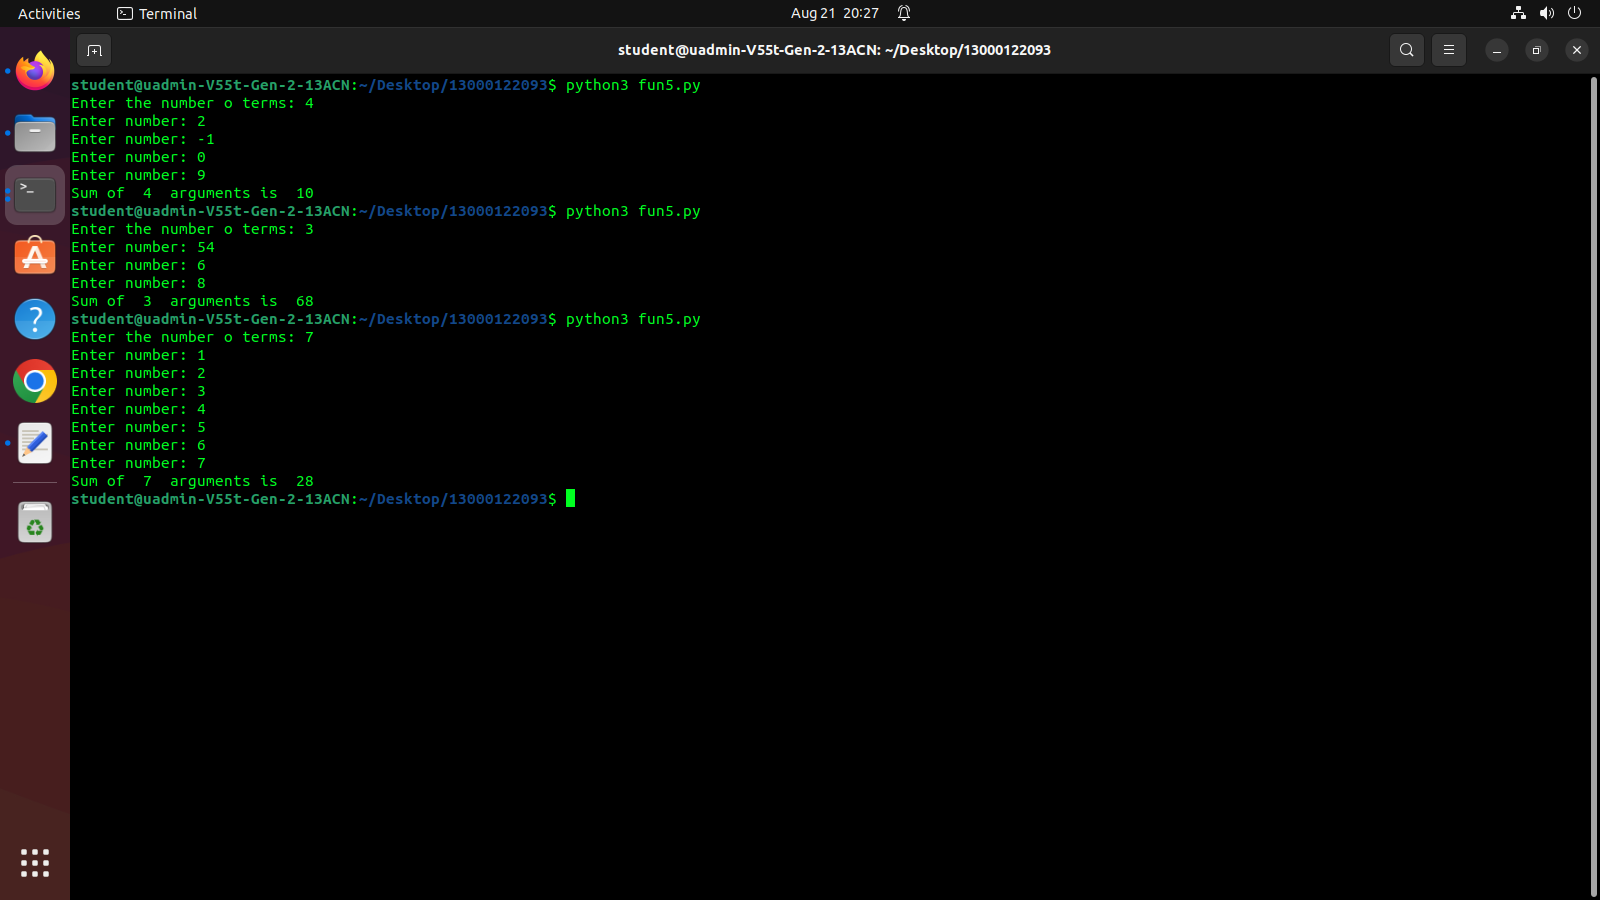 Activities Terminal Aug 21 20:27
student@uadmin-V55t-Gen-2-13ACN: ~/Desktop/13000122093
student@uadmin-V55t-Gen-2-13ACN:~/Desktop/13000122093$ python3 fun5.py
Enter the number o terms: 4
Enter number: 2
Enter number: -1
Enter number: 0
Enter number: 9
Sum of  4  arguments is  10
student@uadmin-V55t-Gen-2-13ACN:~/Desktop/13000122093$ python3 fun5.py
Enter the number o terms: 3
Enter number: 54
Enter number: 6
Enter number: 8
Sum of  3  arguments is  68
student@uadmin-V55t-Gen-2-13ACN:~/Desktop/13000122093$ python3 fun5.py
Enter the number o terms: 7
Enter number: 1
Enter number: 2
Enter number: 3
Enter number: 4
Enter number: 5
Enter number: 6
Enter number: 7
Sum of  7  arguments is  28
student@uadmin-V55t-Gen-2-13ACN:~/Desktop/13000122093$